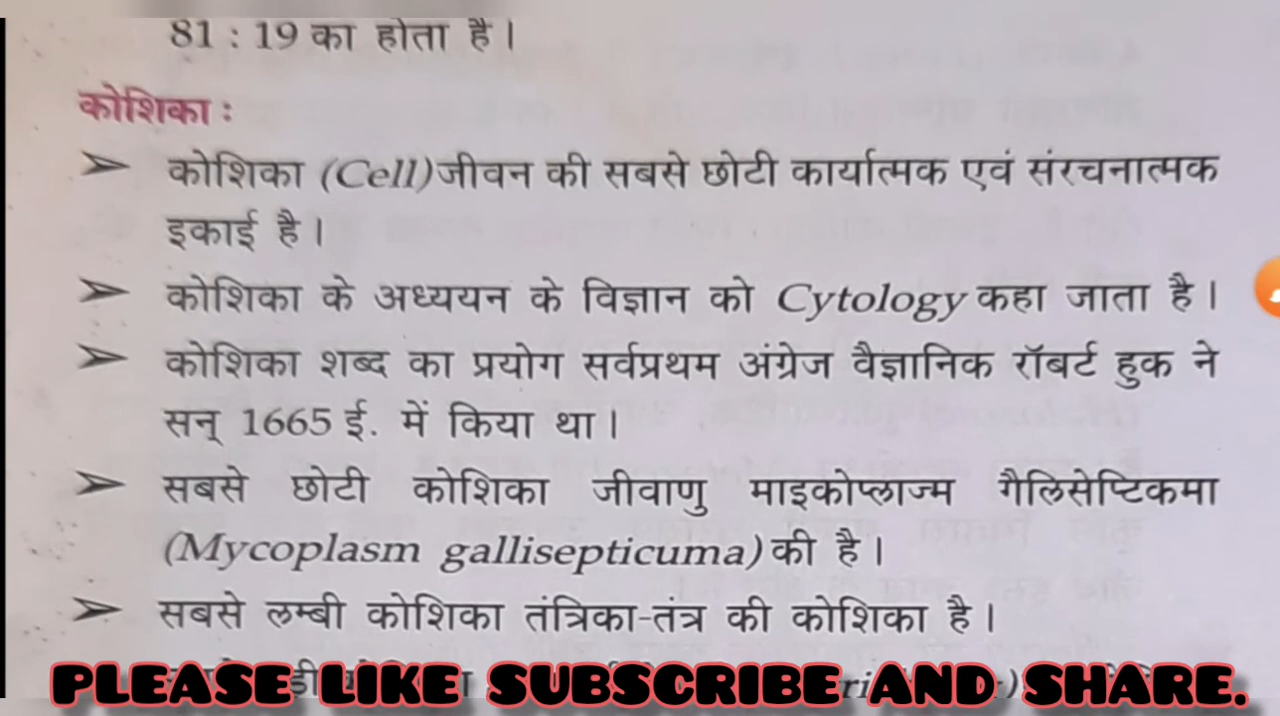 81 : 19 का होता है।
कोशिका :
➤ कोशिका (Cell) जीवन की सबसे छोटी कार्यात्मक एवं संरचनात्मक
इकाई है।
➤ कोशिका के अध्ययन के विज्ञान को Cytology कहा जाता है।
➤ कोशिका शब्द का प्रयोग सर्वप्रथम अंग्रेज वैज्ञानिक रॉबर्ट हुक ने
सन् 1665 ई. में किया था।
➤ सबसे छोटी कोशिका जीवाणु माइकोप्लाज्म गैलिसेप्टिकमा
(Mycoplasm gallisepticuma) की है।
➤ सबसे लम्बी कोशिका तंत्रिका-तंत्र की कोशिका है।
PLEASE LIKE SUBSCRIBE AND SHARE.